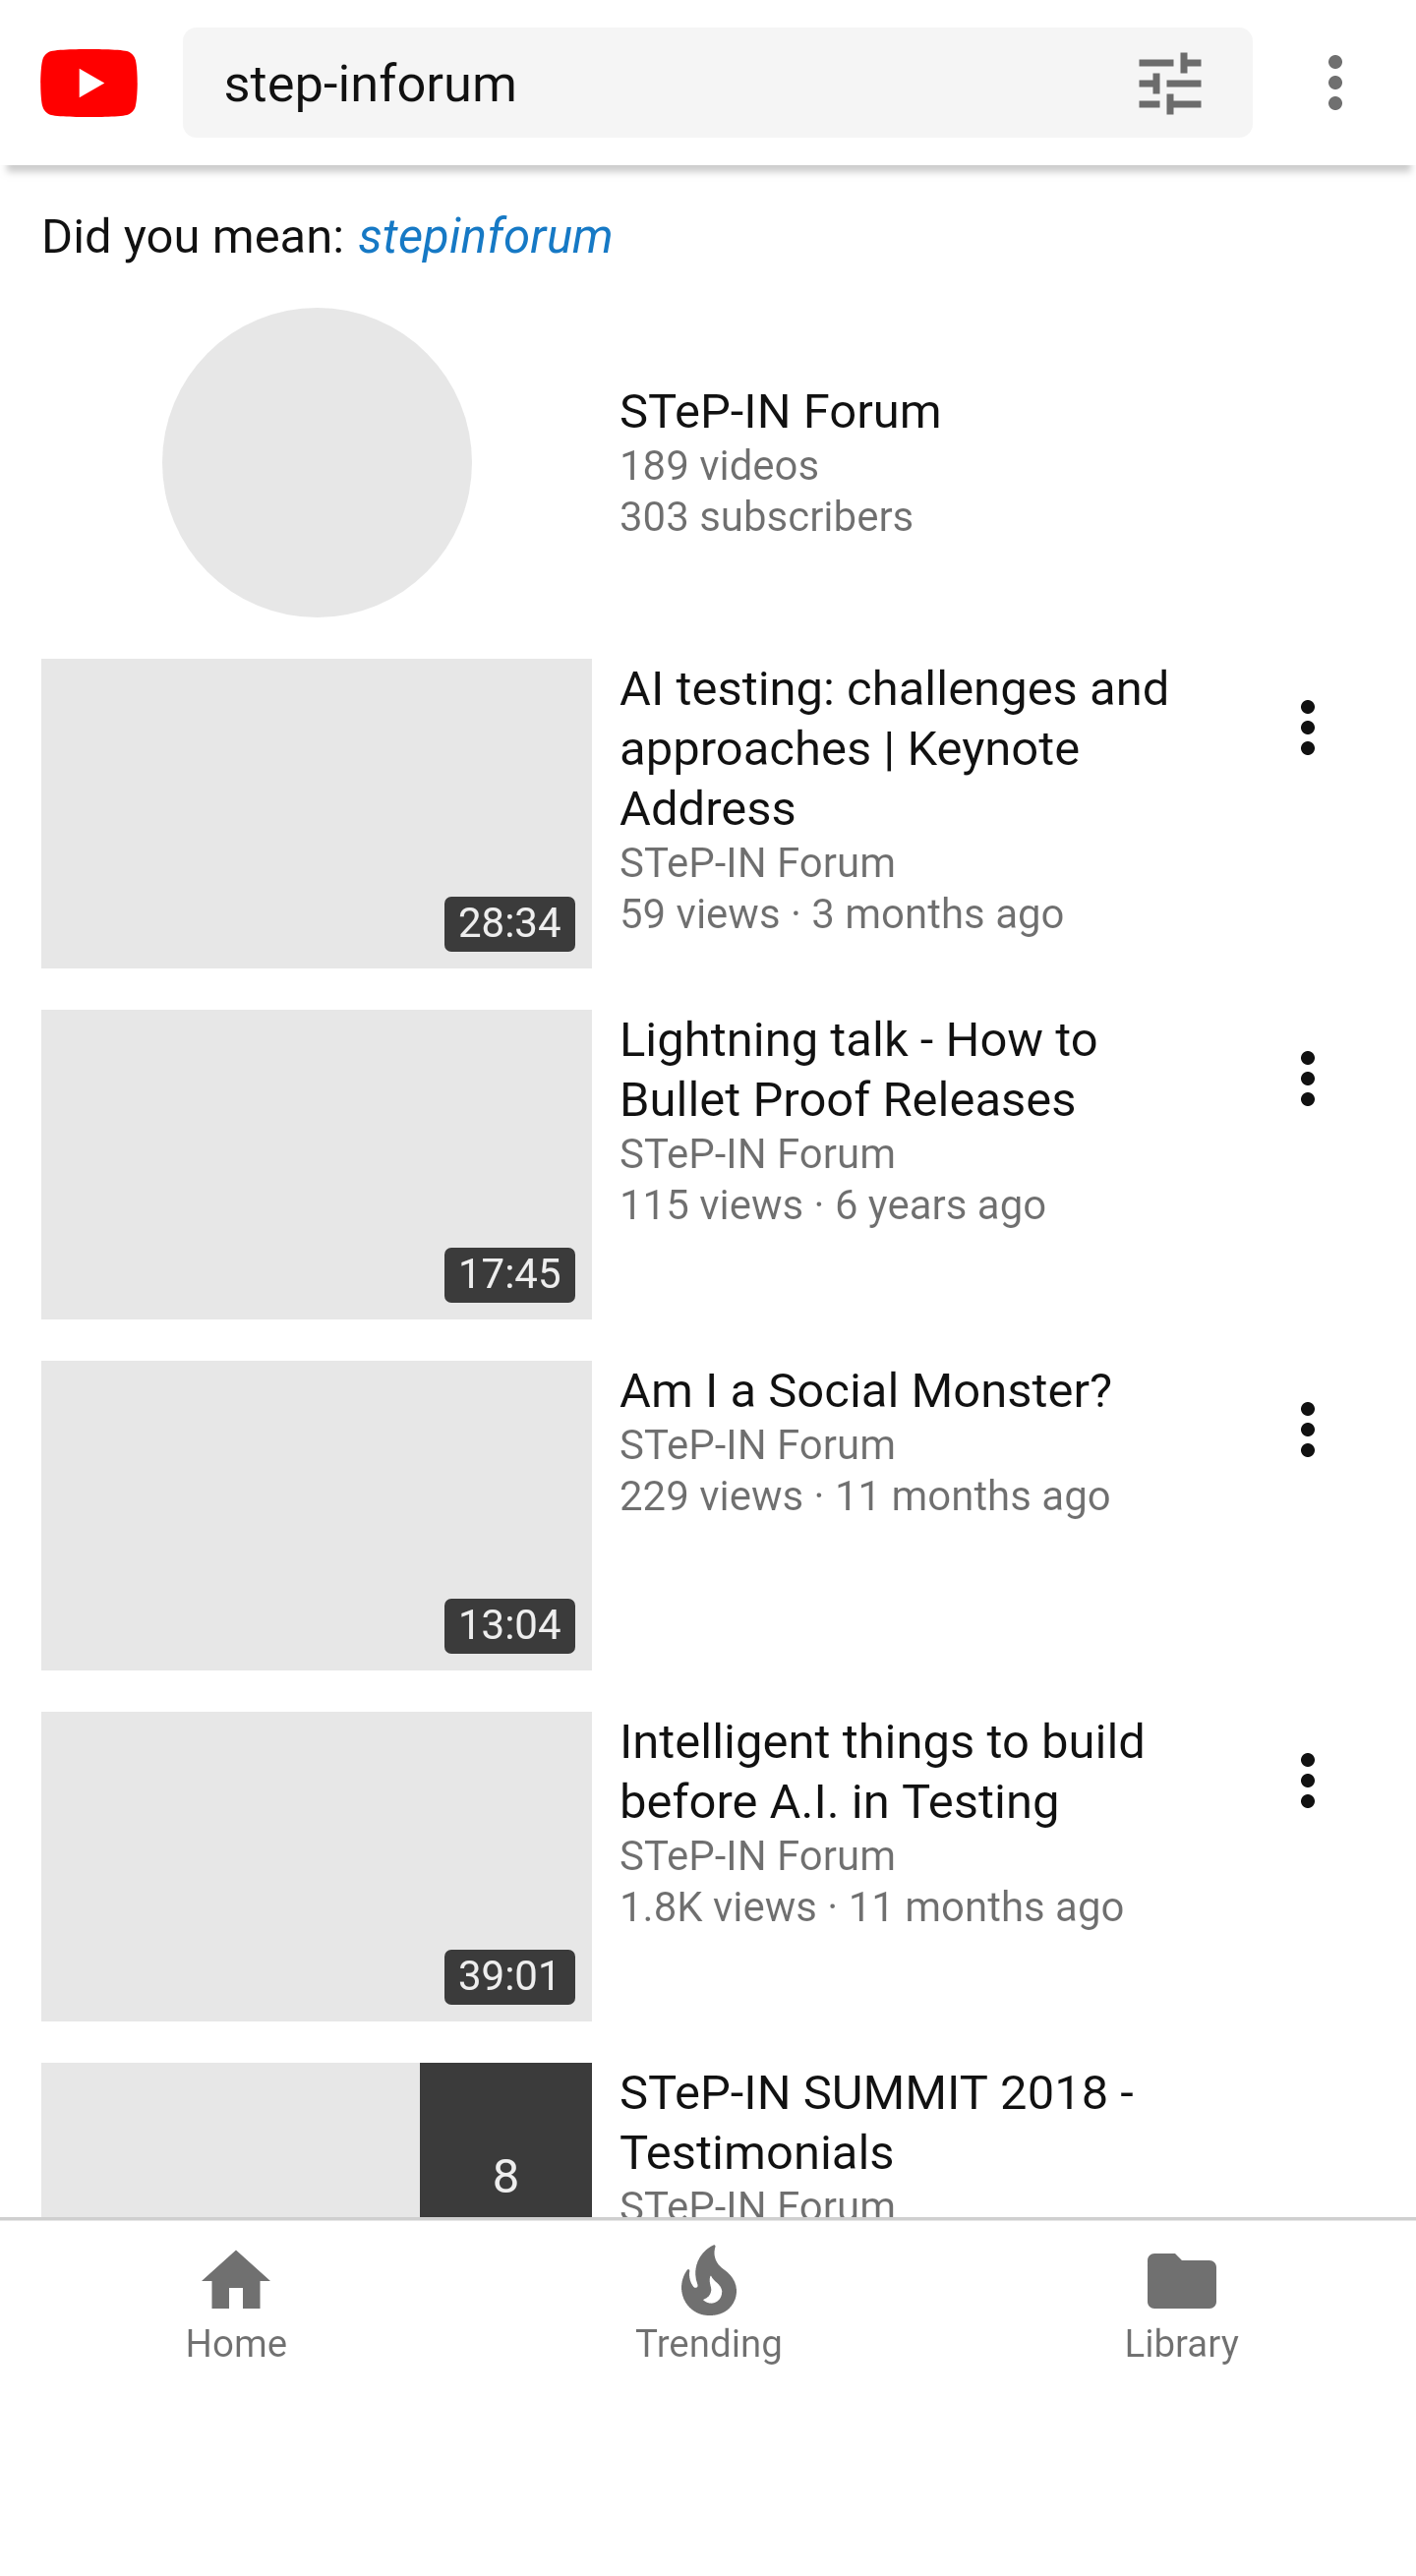 step-inforum
Did you mean: stepinforum
STeP-IN Forum
189 videos
303 subscribers
AI testing: challenges and
approaches | Keynote
Address
STeP-IN Forum
59 views · 3 months ago
28:34
Lightning talk - How to
Bullet Proof Releases
STeP-IN Forum
115 views · 6 years ago
17:45
Am I a Social Monster?
STeP-IN Forum
229 views · 11 months ago
13:04
Intelligent things to build
before A.I. in Testing
STeP-IN Forum
1.8K views · 11 months ago
39:01
STeP-IN SUMMIT 2018 -
Testimonials
8
STeP-IN Forum
Home
Trending
Library